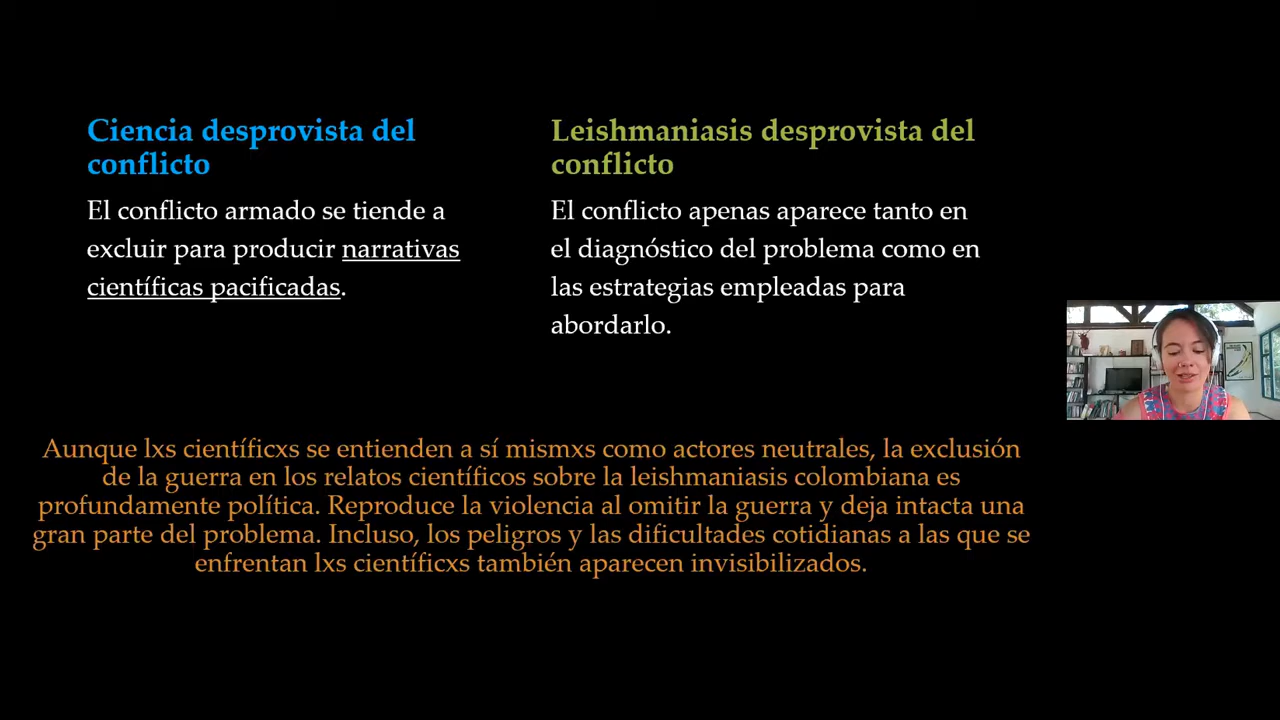 Ciencia desprovista del
conflicto
El conflicto armado se tiende a
excluir para producir narrativas
científicas pacificadas.
Leishmaniasis desprovista del
conflicto
El conflicto apenas aparece tanto en
el diagnóstico del problema como en
las estrategias empleadas para
abordarlo.
Aunque lxs científicxs se entienden a sí mismxs como actores neutrales, la exclusión
de la guerra en los relatos científicos sobre la leishmaniasis colombiana es
profundamente política. Reproduce la violencia al omitir la guerra y deja intacta una
gran parte del problema. Incluso, los peligros y las dificultades cotidianas a las que se
enfrentan lxs científicxs también aparecen invisibilizados.